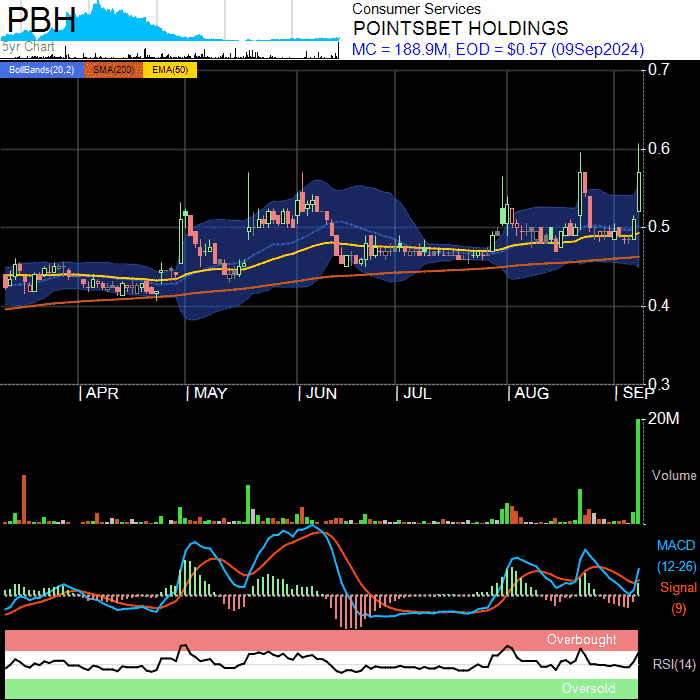 PBH
5yr Chart
Consumer Services
POINTSBET HOLDINGS
MC = 188.9M, EOD = $0.57 (09Sep2024)
BollBands(20,2) SMA(200) EMA(50)
0.7
0.6
0.5
0.4
0.3
APR MAY JUN JUL AUG SEP
20M
Volume
MACD
(12-26)
Signal
(9)
Overbought
RSI(14)
Oversold